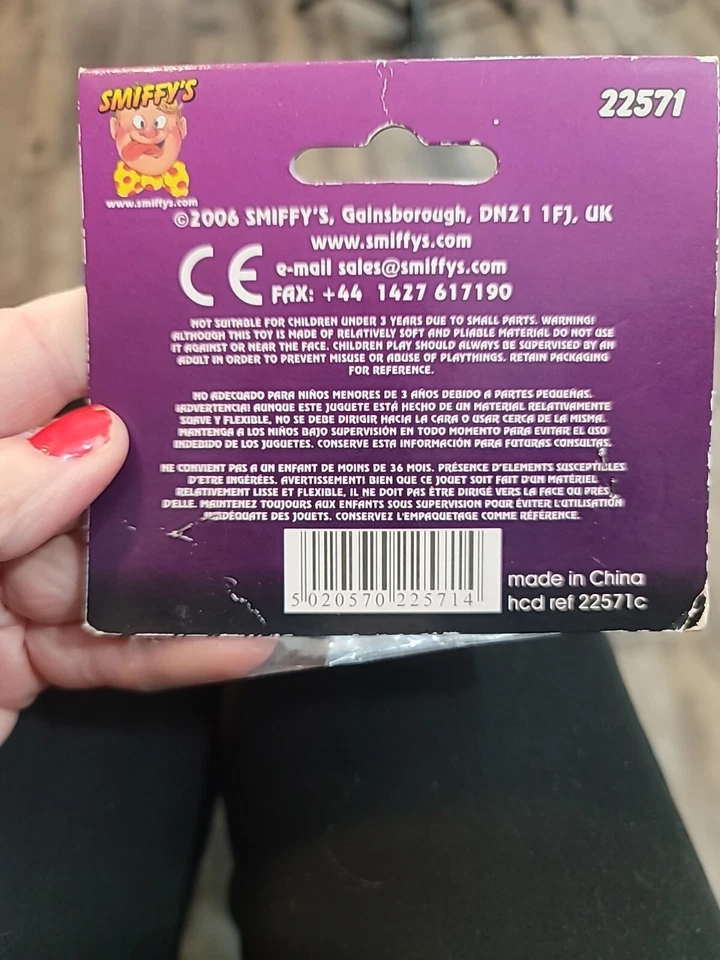 SMIFFY'S
www.smiffys.com
22571
©2006 SMIFFY'S, Gainsborough, DN21 1FJ, UK
www.smiffys.com
CE
e-mail sales@smiffys.com
FAX: +44 1427 617190
NOT SUITABLE FOR CHILDREN UNDER 3 YEARS DUE TO SMALL PARTS. WARNING!
ALTHOUGH THIS TOY IS MADE OF RELATIVELY SOFT AND PLIABLE MATERIAL DO NOT USE
IT AGAINST OR NEAR THE FACE. CHILDREN PLAY SHOULD ALWAYS BE SUPERVISED BY AN
ADULT IN ORDER TO PREVENT MISUSE OR ABUSE OF PLAYTHINGS. RETAIN PACKAGING
FOR REFERENCE.
NO ADECUADO PARA NIÑOS MENORES DE 3 AÑOS DEBIDO A PARTES PEQUEÑAS.
¡ADVERTENCIA! AUNQUE ESTE JUGUETE ESTÁ HECHO DE UN MATERIAL RELATIVAMENTE
SUAVE Y FLEXIBLE, NO SE DEBE DIRIGIR HACIA LA CARA O USAR CERCA DE LA MISMA.
MANTENGA A LOS NIÑOS BAJO SUPERVISIÓN EN TODO MOMENTO PARA EVITAR EL USO
INDEBIDO DE LOS JUGUETES. CONSERVE ESTA INFORMACIÓN PARA FUTURAS CONSULTAS.
NE CONVIENT PAS A UN ENFANT DE MOINS DE 36 MOIS. PRÉSENCE D'ELEMENTS SUSCEPTIBLES
D'ETRE INGÉRÉES. AVERTISSEMENT! BIEN QUE CE JOUET SOIT FAIT D'UN MATÉRIEL
RELATIVEMENT LISSE ET FLEXIBLE, IL NE DOIT PAS ÊTRE DIRIGÉ VERS LA FACE OU PRÈS
D'ELLE. MAINTENEZ TOUJOURS AUX ENFANTS SOUS SUPERVISION POUR ÉVITER L'UTILISATION
INADÉQUATE DES JOUETS. CONSERVEZ L'EMPAQUETAGE COMME RÉFÉRENCE.
5 020570 225714
made in China
hcd ref 22571c